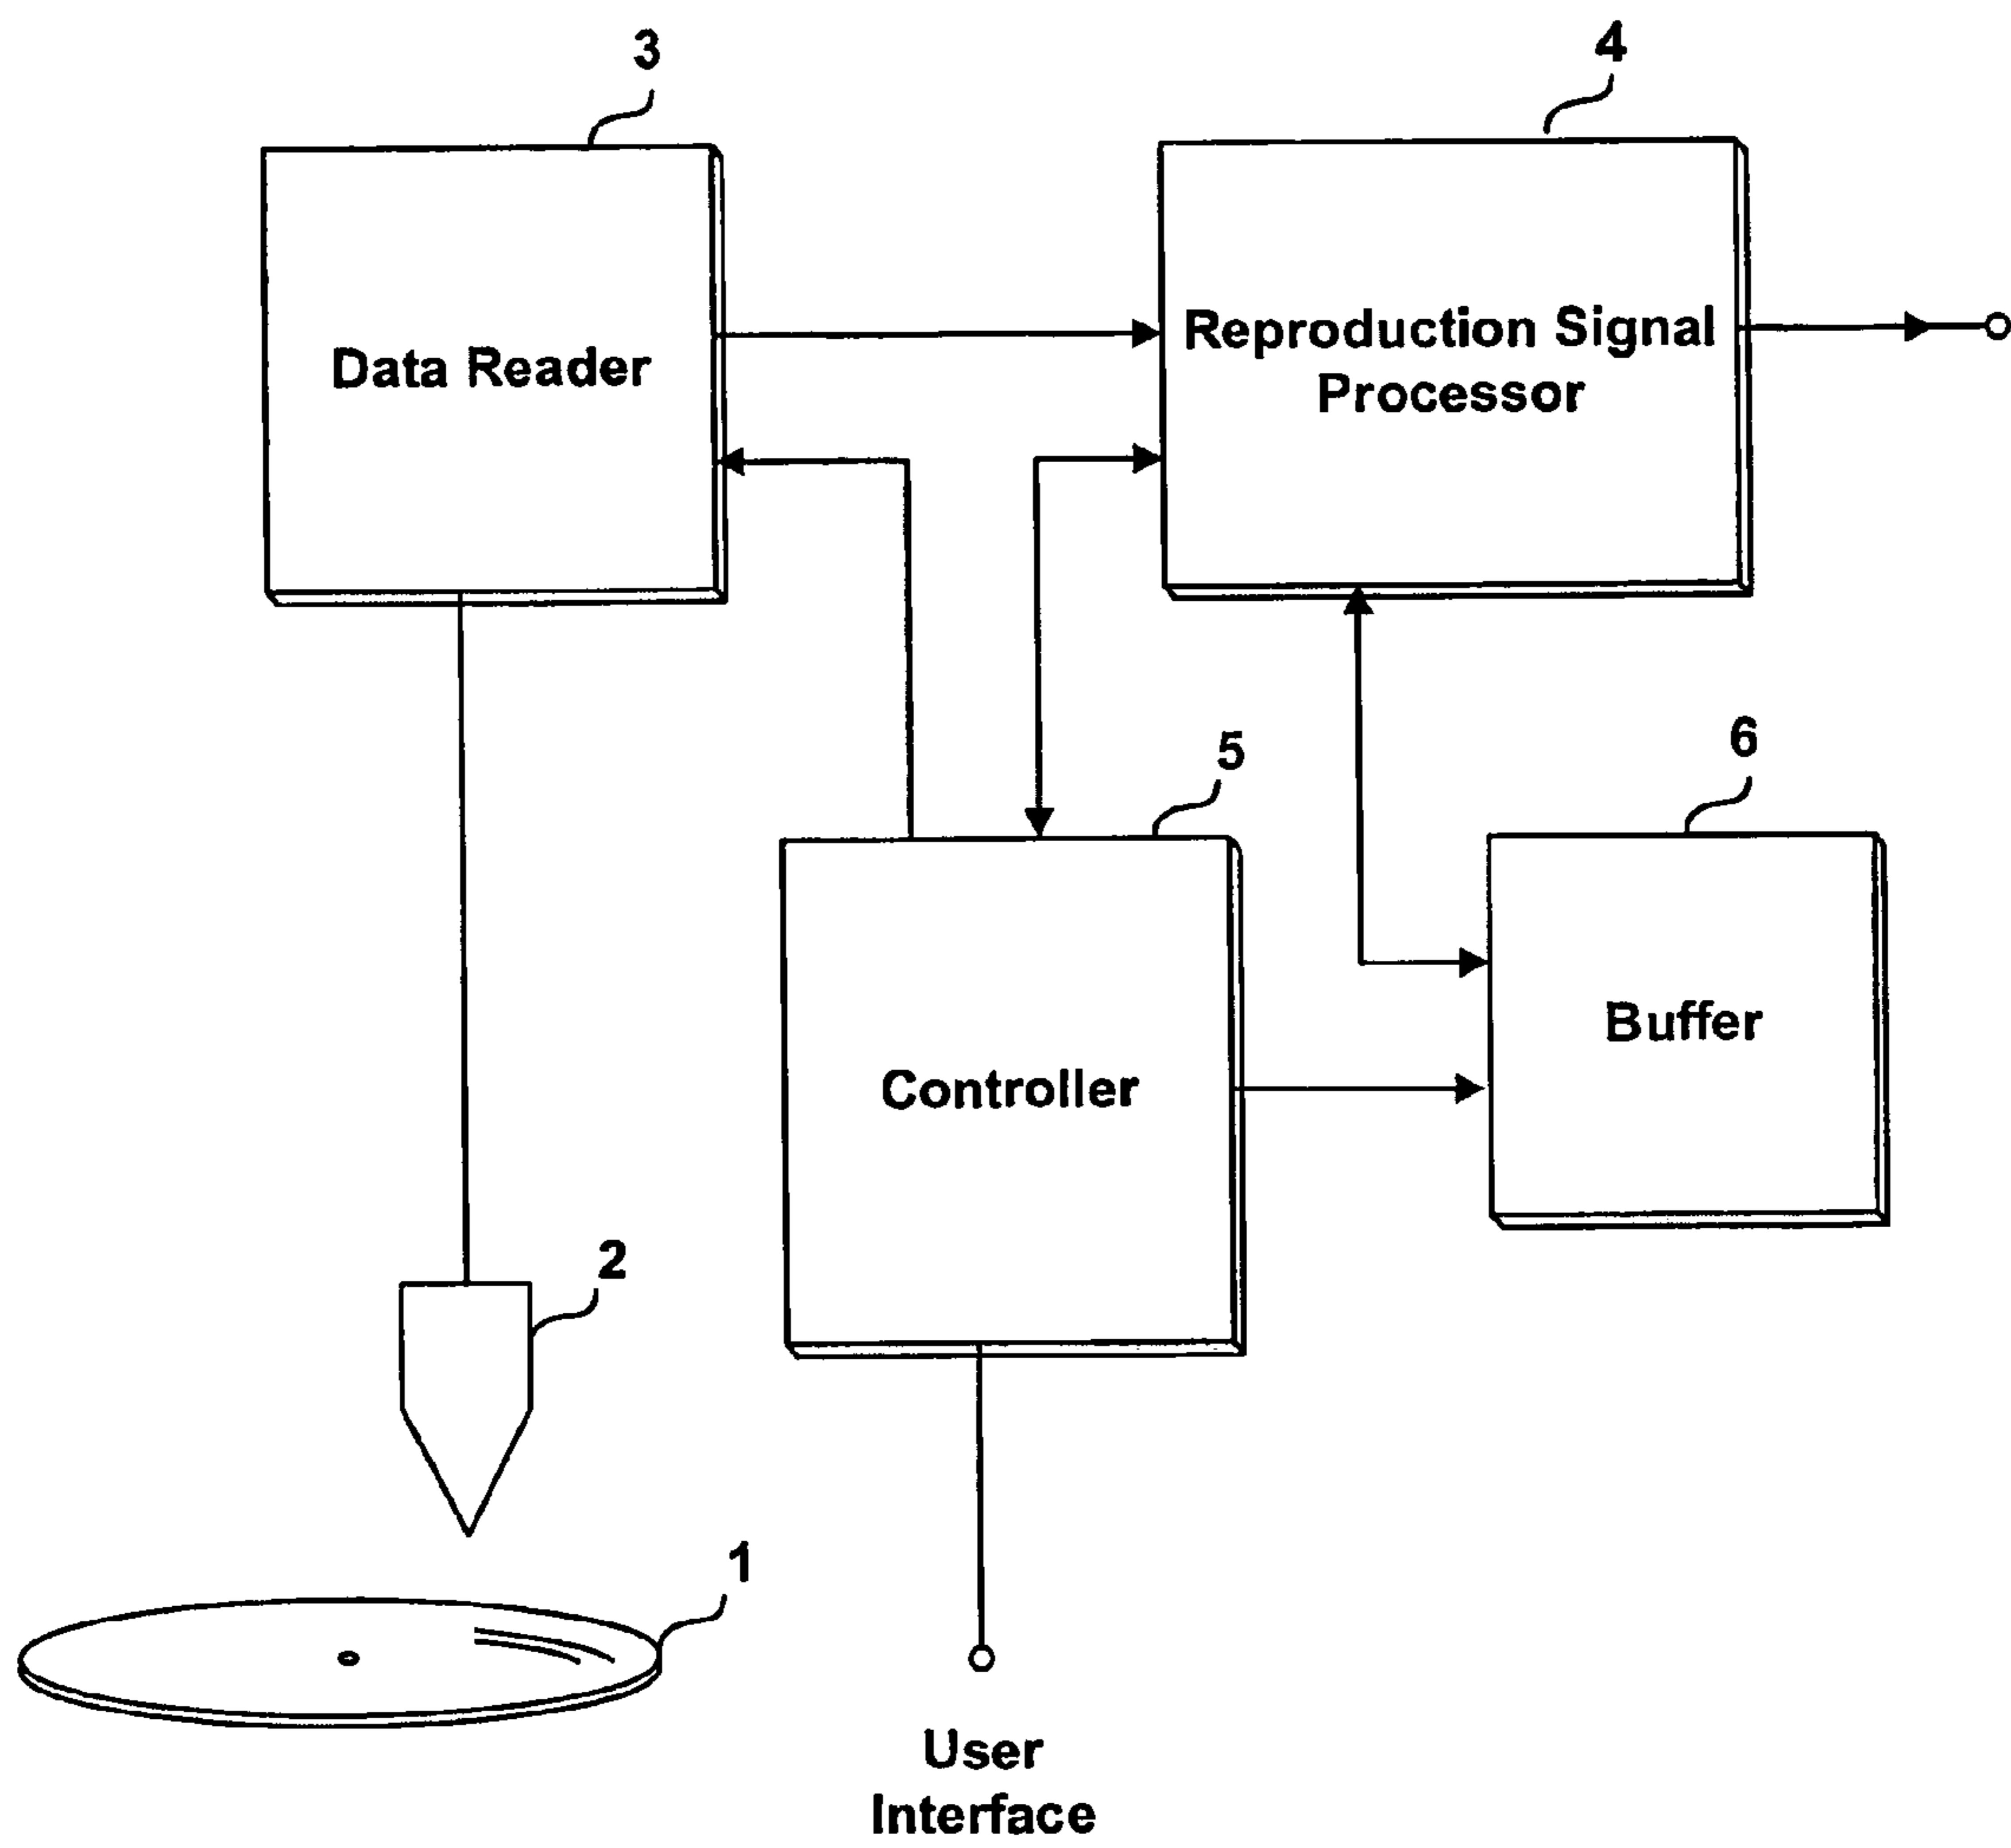 3
4
Data Reader
Reproduction Signal
Processor
5
6
Controller
Buffer
2
1
User
Interface